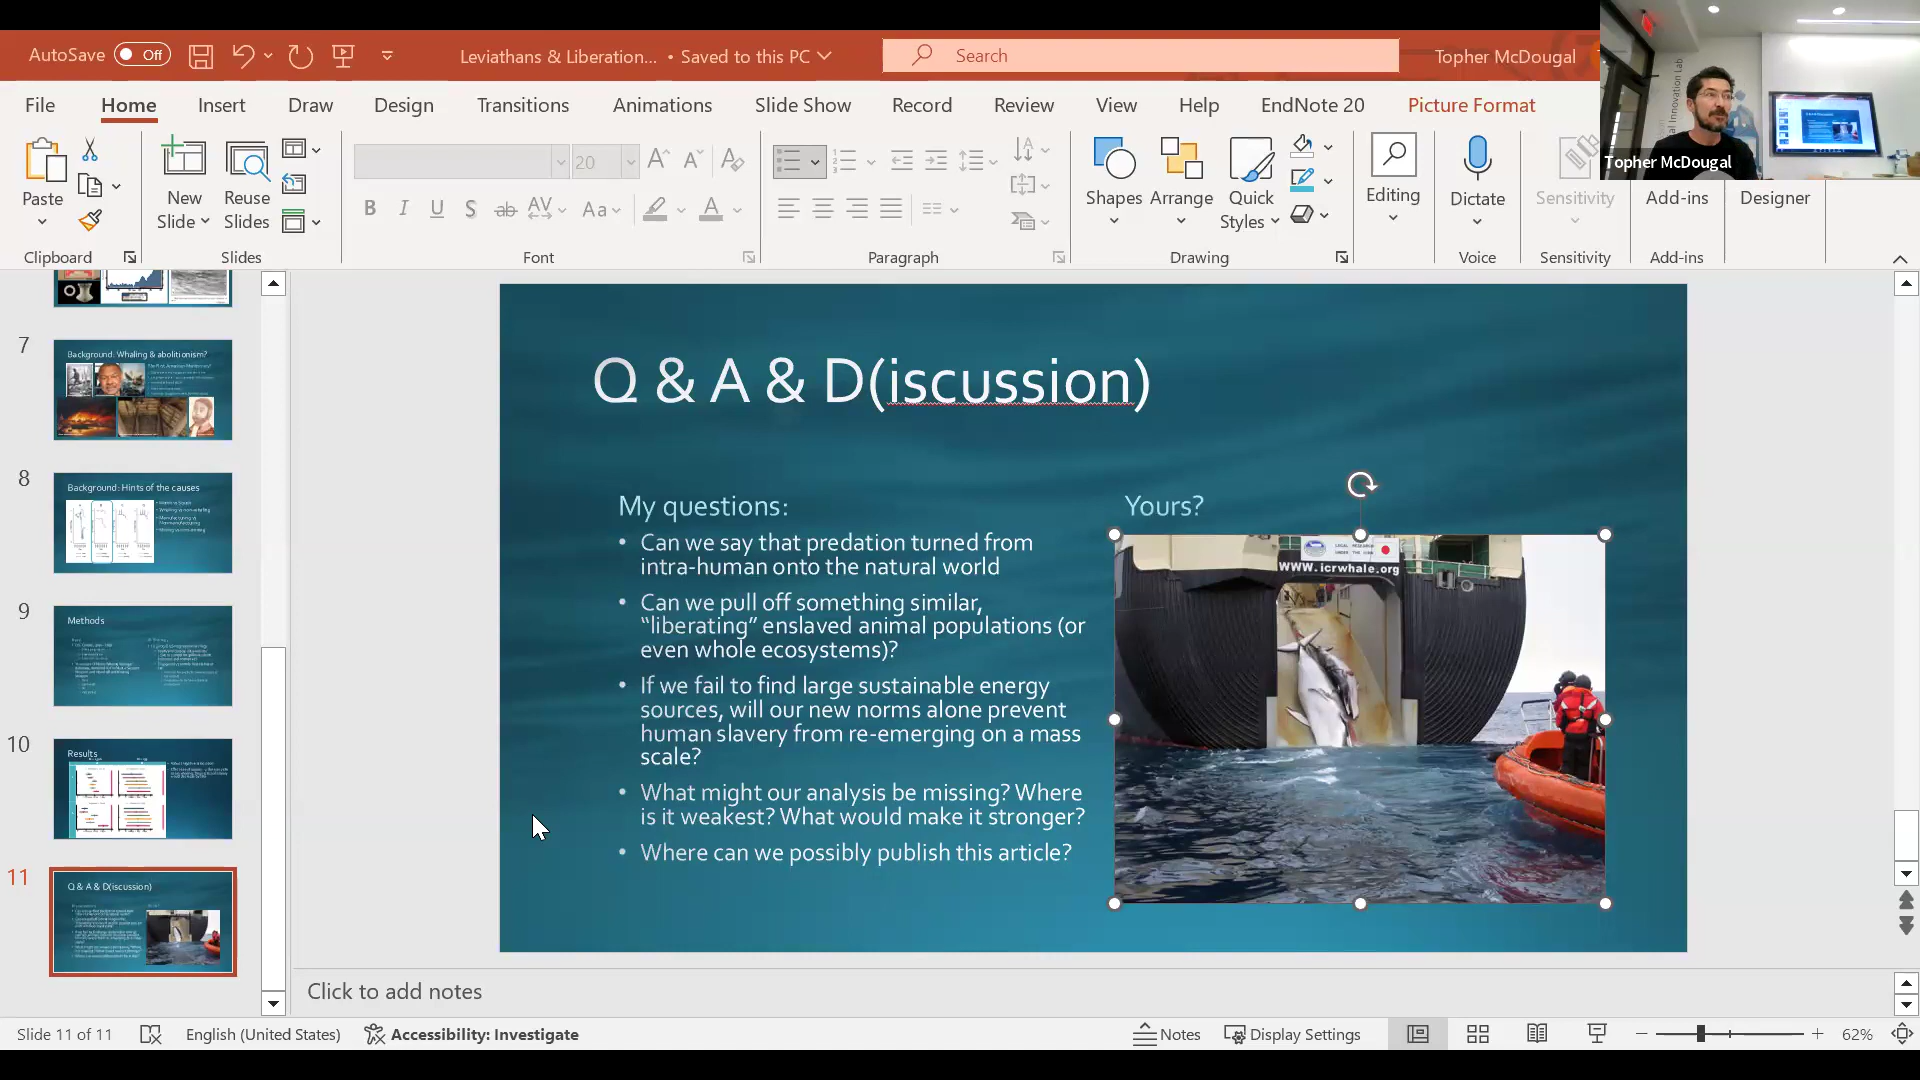 AutoSave Off Leviathans & Liberation... • Saved to this PC Search Topher McDougal
File Home Insert Draw Design Transitions Animations Slide Show Record Review View Help EndNote 20 Picture Format
Topher McDougal
20
Paste New Slide Reuse Slides Shapes Arrange Quick Styles Editing Dictate Sensitivity Add-ins Designer
Clipboard Slides Font Paragraph Drawing Voice Sensitivity Add-ins
7
Background: Whaling & abolitionism?
8
Background: Hints of the causes
9
Methods
10
Results
11
Q & A & D(iscussion)
Q & A & D(iscussion)
My questions:
• Can we say that predation turned from
intra-human onto the natural world
• Can we pull off something similar,
“liberating” enslaved animal populations (or
even whole ecosystems)?
• If we fail to find large sustainable energy
sources, will our new norms alone prevent
human slavery from re-emerging on a mass
scale?
• What might our analysis be missing? Where
is it weakest? What would make it stronger?
• Where can we possibly publish this article?
Yours?
WWW.icrwhale.org
Click to add notes
Slide 11 of 11 English (United States) Accessibility: Investigate Notes Display Settings 62%